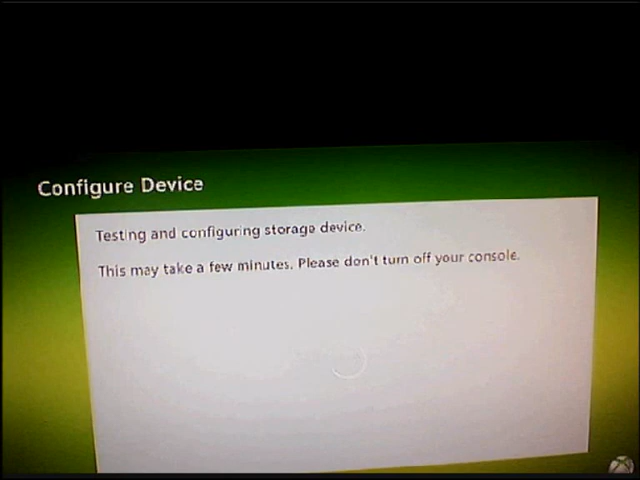 Configure Device
Testing and configuring storage device.
This may take a few minutes. Please don't turn off your console.